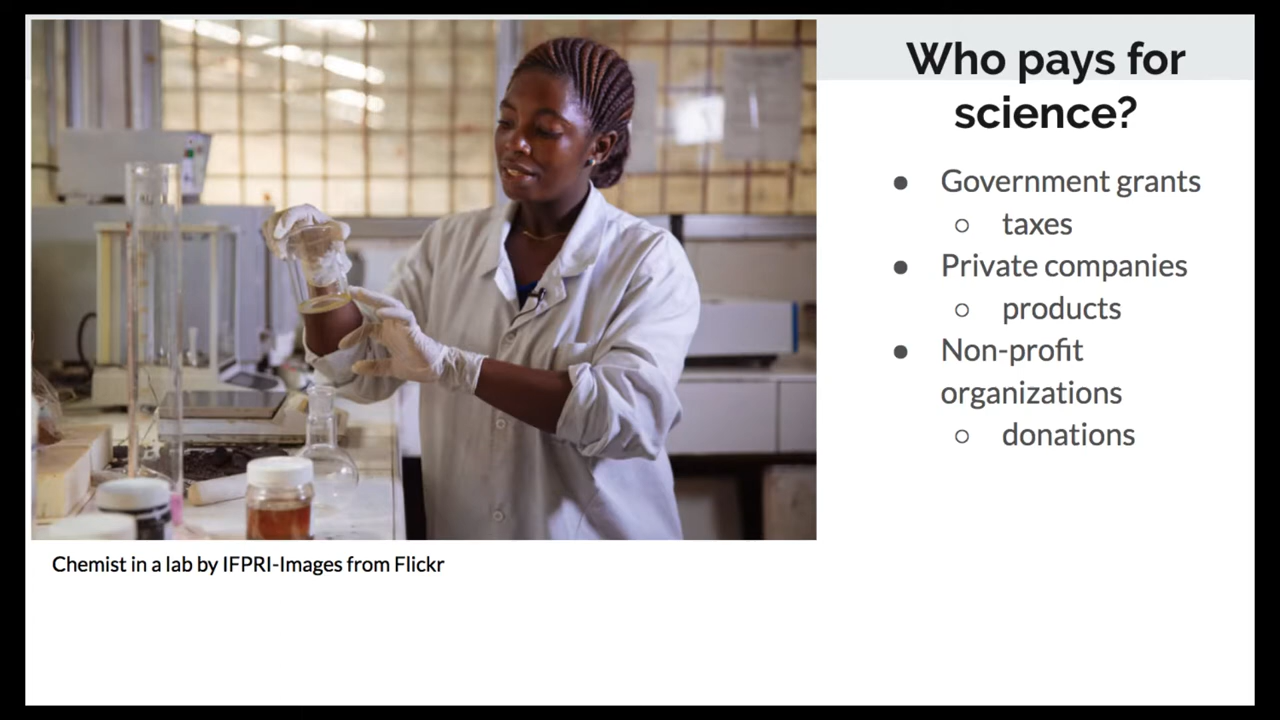 Who pays for
science?
● Government grants
○ taxes
● Private companies
○ products
● Non-profit
organizations
○ donations
Chemist in a lab by IFPRI-Images from Flickr